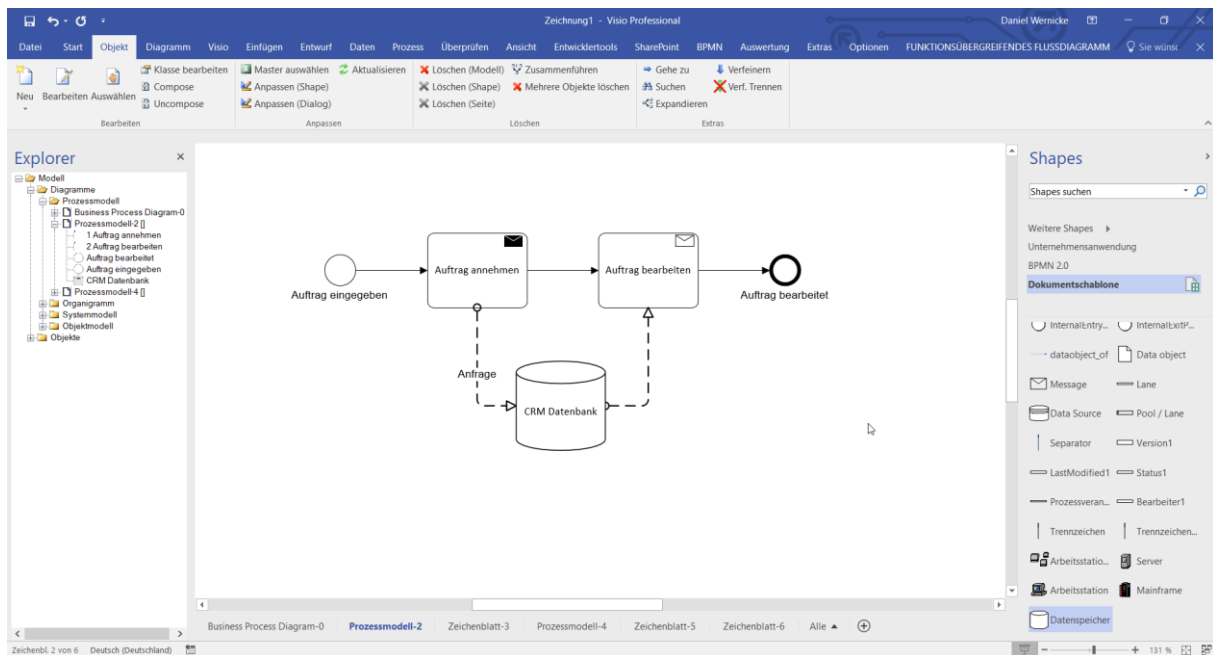 Zeichnung1 - Visio Professional
Daniel Wernicke
Datei Start Objekt Diagramm Visio Einfügen Entwurf Daten Prozess Überprüfen Ansicht Entwicklertools SharePoint BPMN Auswertung Extras Optionen FUNKTIONSÜBERGREIFENDES FLUSSDIAGRAMM Sie wünsc
Neu
Bearbeiten
Auswählen
Klasse bearbeiten
Compose
Uncompose
Bearbeiten
Master auswählen
Aktualisieren
Anpassen (Shape)
Anpassen (Dialog)
Anpassen
Löschen (Modell)
Zusammenführen
Löschen (Shape)
Mehrere Objekte löschen
Löschen (Seite)
Löschen
Gehe zu
Verfeinern
Suchen
Verf. Trennen
Expandieren
Extras
Explorer
Modell
Diagramme
Prozessmodell
Business Process Diagram-0
Prozessmodell-2 []
1 Auftrag annehmen
2 Auftrag bearbeiten
Auftrag bearbeitet
Auftrag eingegeben
CRM Datenbank
Prozessmodell-4 []
Organigramm
Systemmodell
Objektmodell
Objekte
Auftrag eingegeben
Auftrag annehmen
Auftrag bearbeiten
Auftrag bearbeitet
Anfrage
CRM Datenbank
Shapes
Shapes suchen
Weitere Shapes
Unternehmensanwendung
BPMN 2.0
Dokumentschablone
InternalEntry... InternalExitP...
dataobject_of Data object
Message Lane
Data Source Pool / Lane
Separator Version1
LastModified1 Status1
Prozessveran... Bearbeiter1
Trennzeichen Trennzeichen...
Arbeitsstatio... Server
Arbeitsstation Mainframe
Datenspeicher
Business Process Diagram-0 Prozessmodell-2 Zeichenblatt-3 Prozessmodell-4 Zeichenblatt-5 Zeichenblatt-6 Alle
Zeichenbl. 2 von 6 Deutsch (Deutschland)
131 %